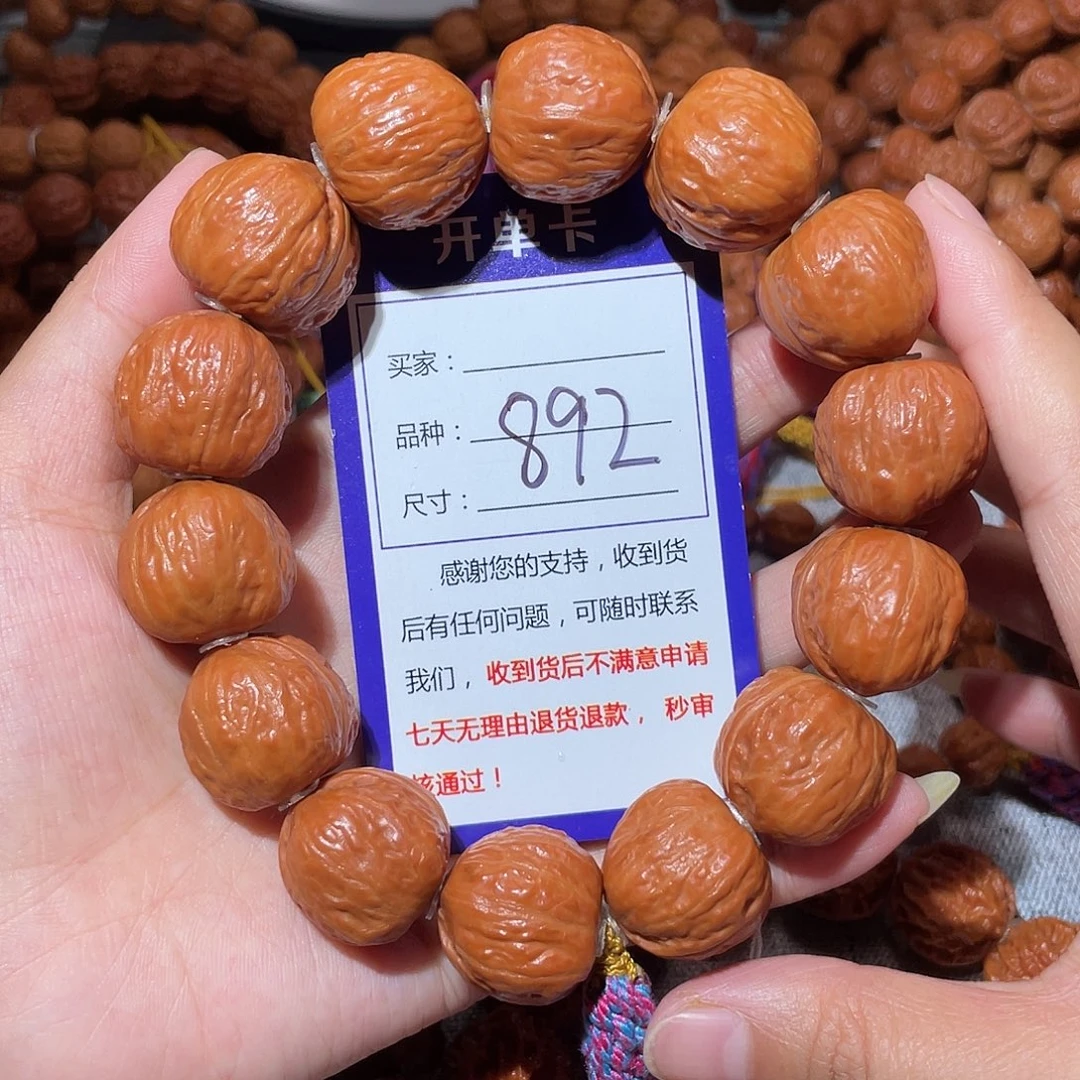 开单卡
买家：
品种：892
尺寸：
感谢您的支持，收到货
后有任何问题，可随时联系
我们，收到货后不满意申请
七天无理由退货退款， 秒审
核通过！